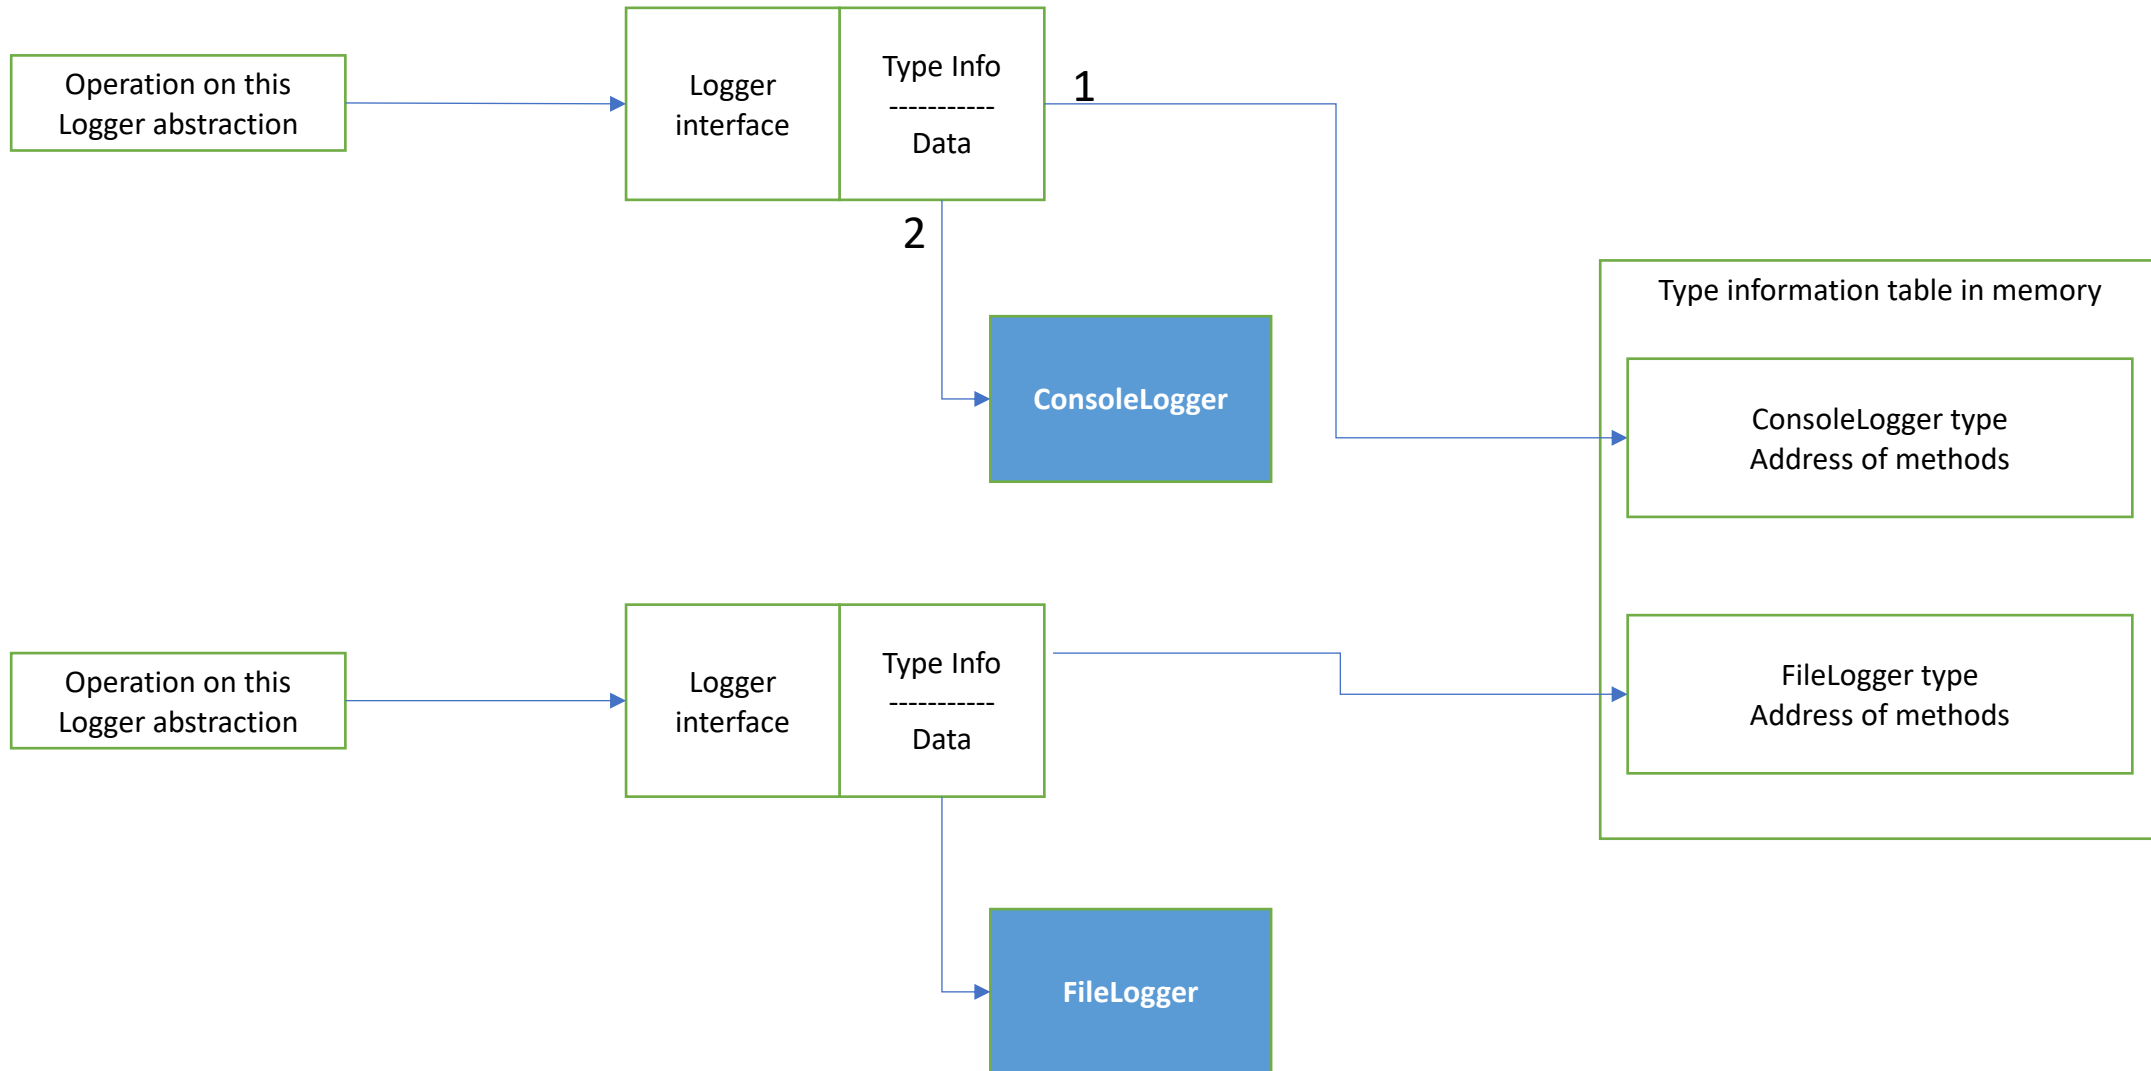 Operation on this
Logger abstraction
Logger
interface
Type Info
-----------
Data
1
2
ConsoleLogger
Type information table in memory
ConsoleLogger type
Address of methods
Operation on this
Logger abstraction
Logger
interface
Type Info
-----------
Data
FileLogger type
Address of methods
FileLogger